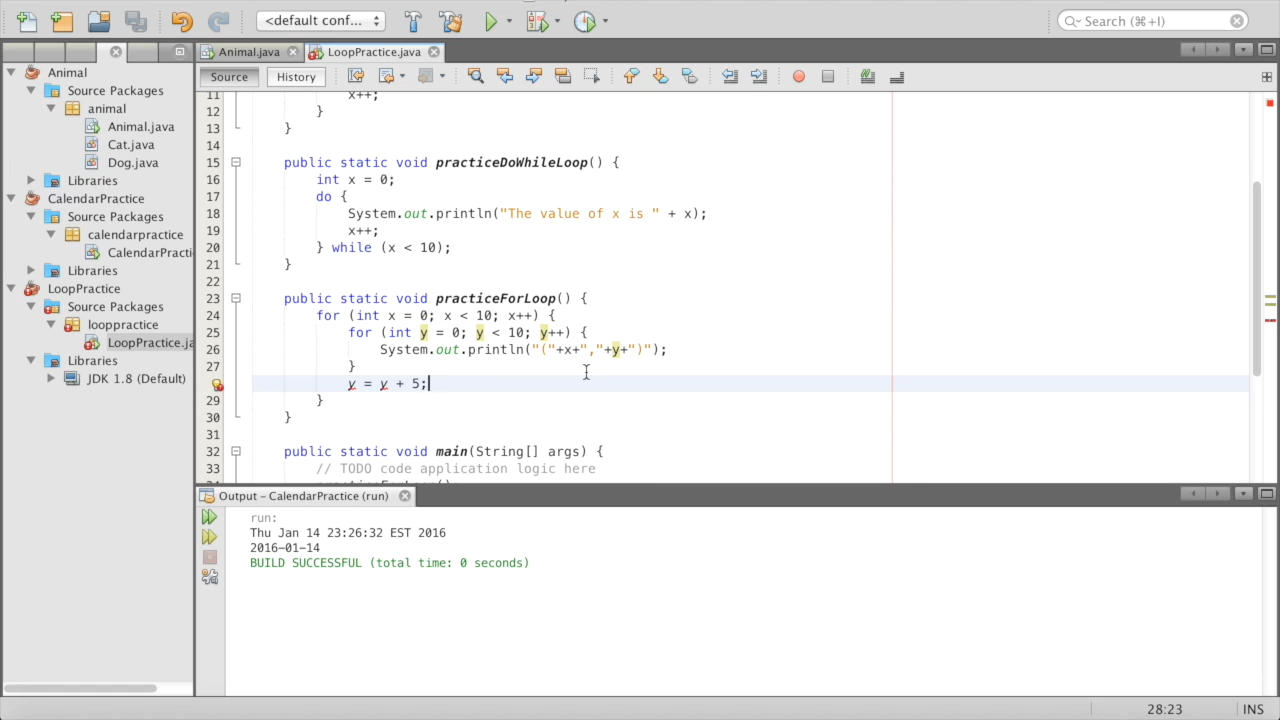 <default conf...
Search (⌘+I)
Animal.java
LoopPractice.java
Source
History
Animal
Source Packages
animal
Animal.java
Cat.java
Dog.java
Libraries
CalendarPractice
Source Packages
calendarpractice
CalendarPracti
Libraries
LoopPractice
Source Packages
looppractice
LoopPractice.ja
Libraries
JDK 1.8 (Default)
11 x++;
12 }
13 }
14
15 public static void practiceDoWhileLoop() {
16 int x = 0;
17 do {
18 System.out.println("The value of x is " + x);
19 x++;
20 } while (x < 10);
21 }
22
23 public static void practiceForLoop() {
24 for (int x = 0; x < 10; x++) {
25 for (int y = 0; y < 10; y++) {
26 System.out.println("("+x+","+y+")");
27 }
y = y + 5;
29 }
30 }
31
32 public static void main(String[] args) {
33 // TODO code application logic here
Output – CalendarPractice (run)
run:
Thu Jan 14 23:26:32 EST 2016
2016-01-14
BUILD SUCCESSFUL (total time: 0 seconds)
28:23
INS